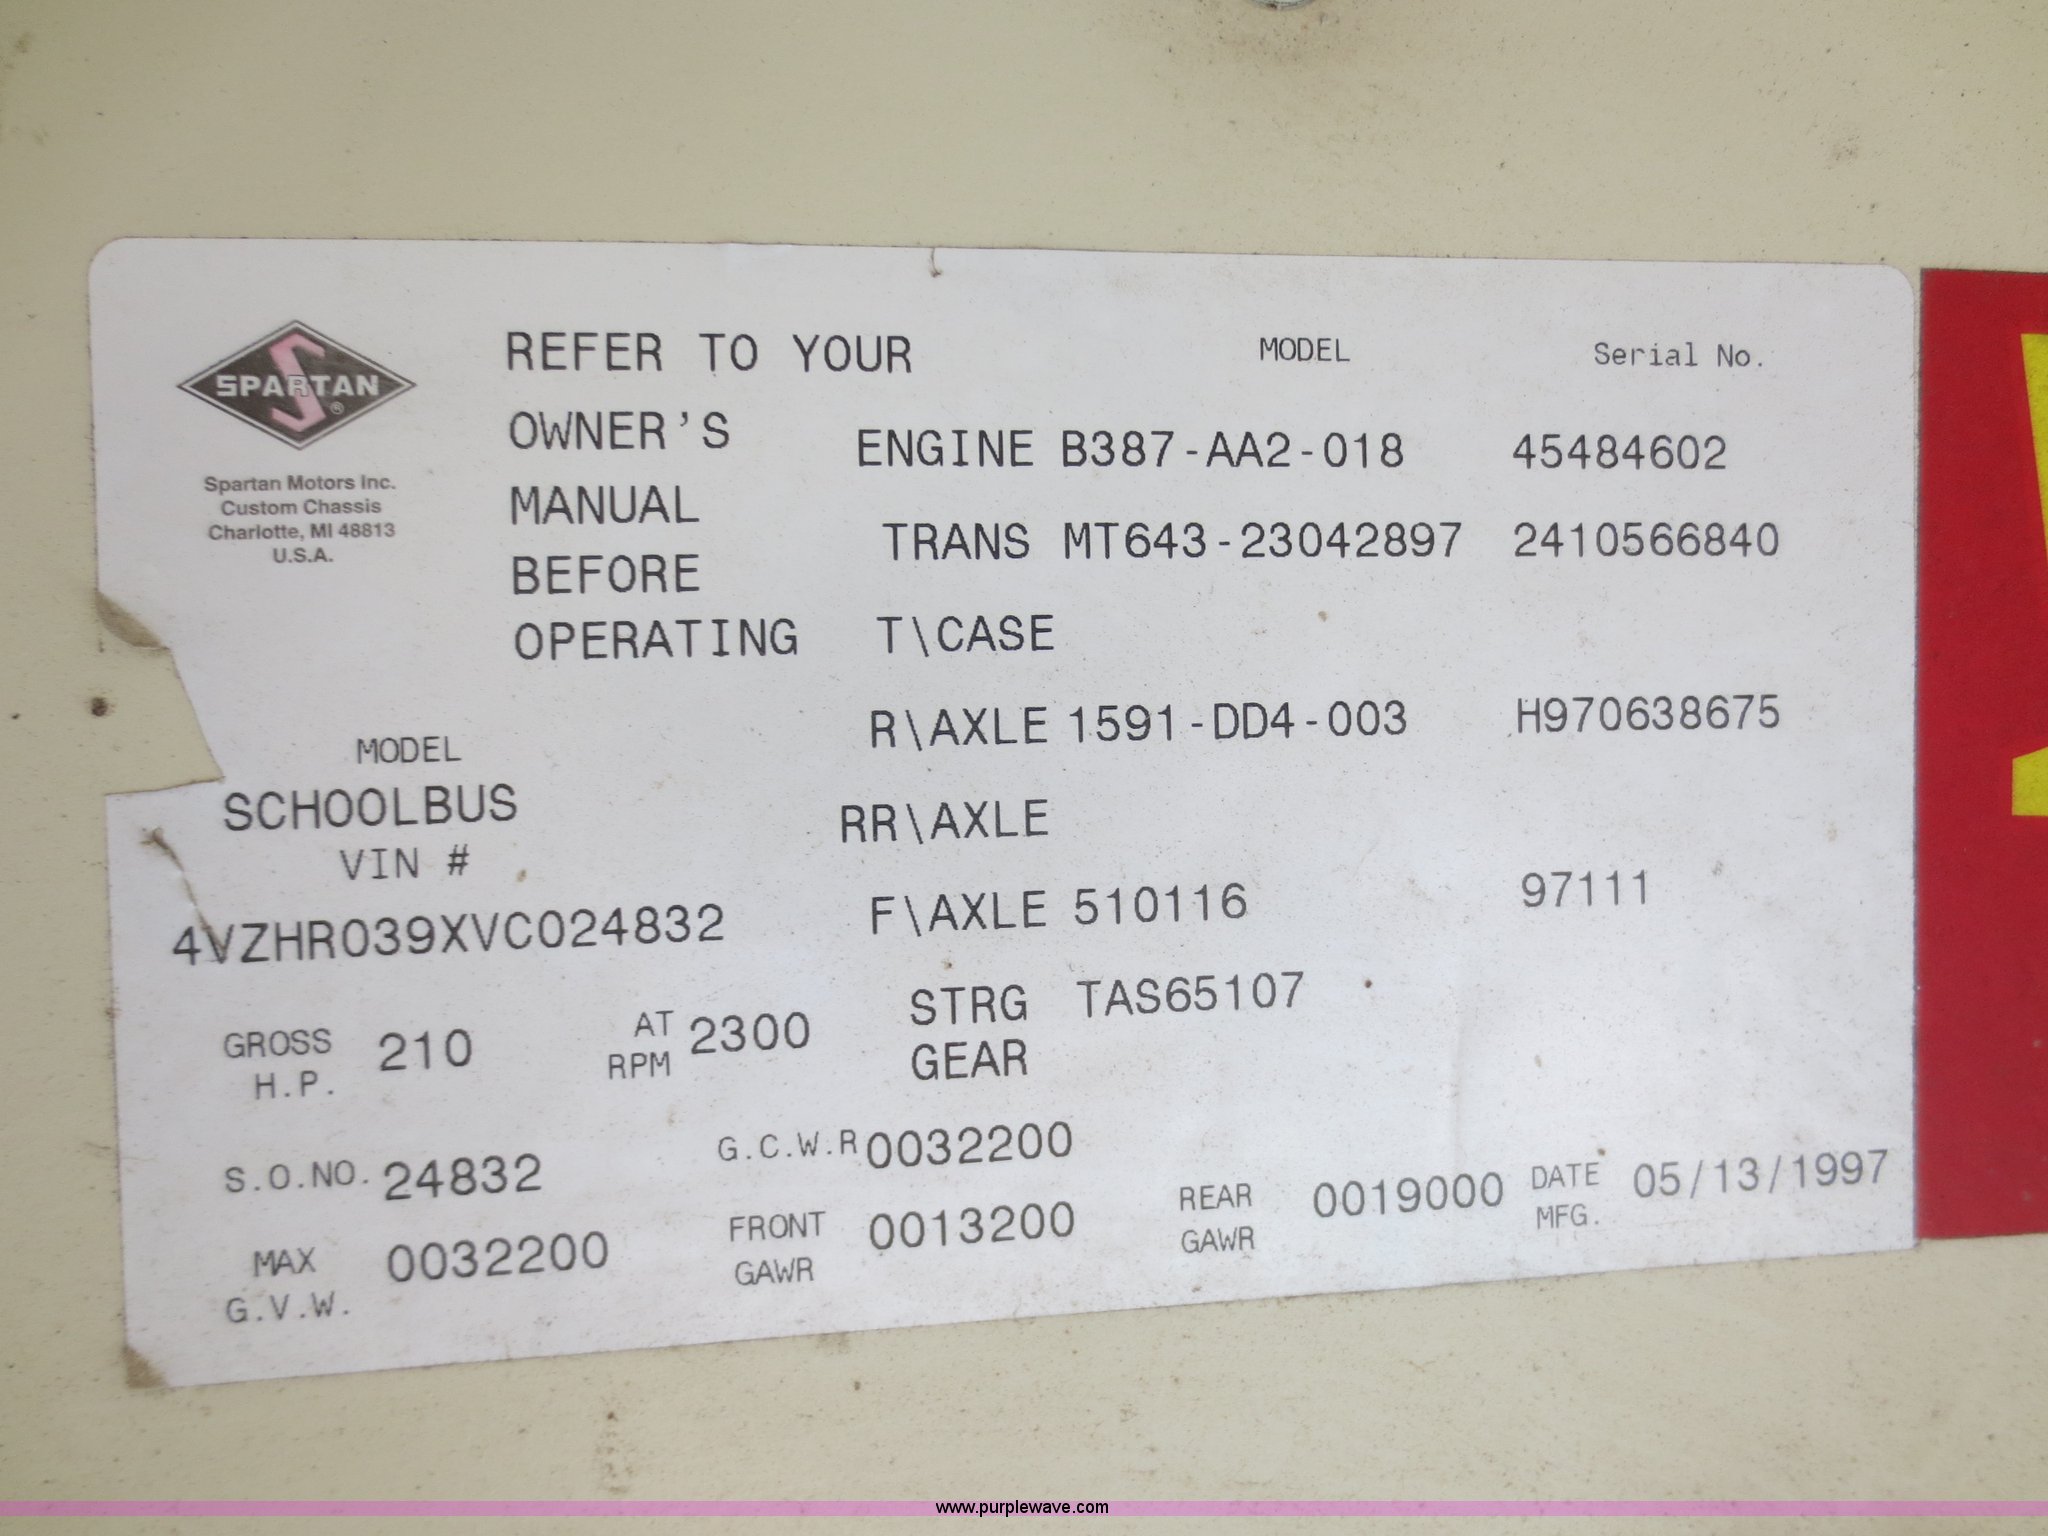 SPARTAN
®
Spartan Motors Inc.
Custom Chassis
Charlotte, MI 48813
U.S.A.
REFER TO YOUR
OWNER'S
MANUAL
BEFORE
OPERATING
MODEL Serial No.
ENGINE B387-AA2-018 45484602
TRANS MT643-23042897 2410566840
T\CASE
R\AXLE 1591-DD4-003 H970638675
RR\AXLE
F\AXLE 510116 97111
STRG TAS65107
GEAR
MODEL
SCHOOLBUS
VIN #
4VZHR039XVC024832
GROSS H.P. 210 AT RPM 2300
S.O.NO. 24832 G.C.W.R 0032200
MAX G.V.W. 0032200 FRONT GAWR 0013200 REAR GAWR 0019000 DATE MFG. 05/13/1997
www.purplewave.com